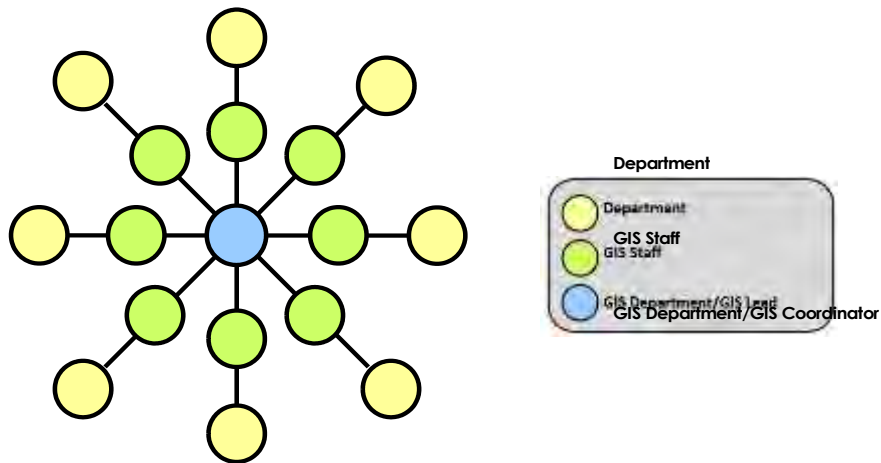 Department
Department
GIS Staff
GIS Staff
GIS Department/GIS Lead
GIS Department/GIS Coordinator